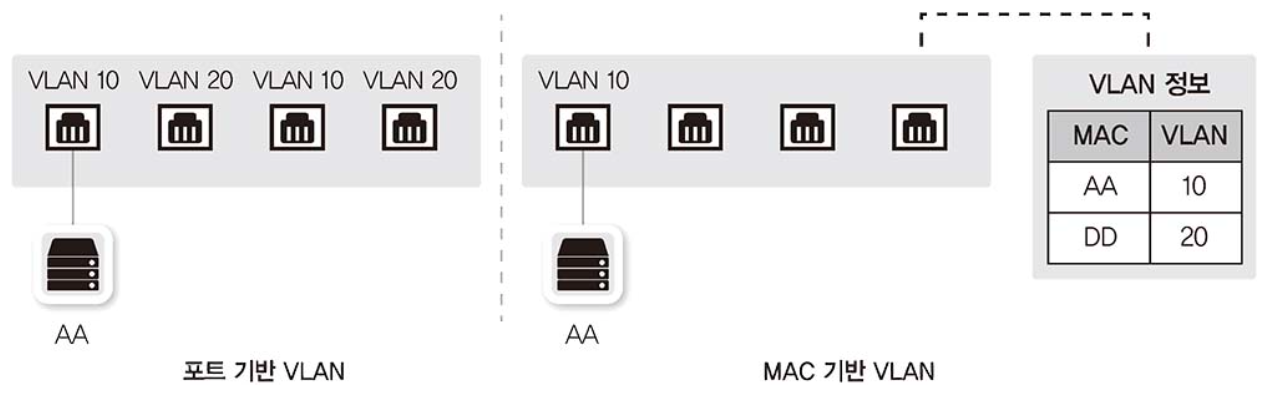 VLAN 10 VLAN 20 VLAN 10 VLAN 20
AA
포트 기반 VLAN
VLAN 10
AA
MAC 기반 VLAN
VLAN 정보
MAC VLAN
AA 10
DD 20